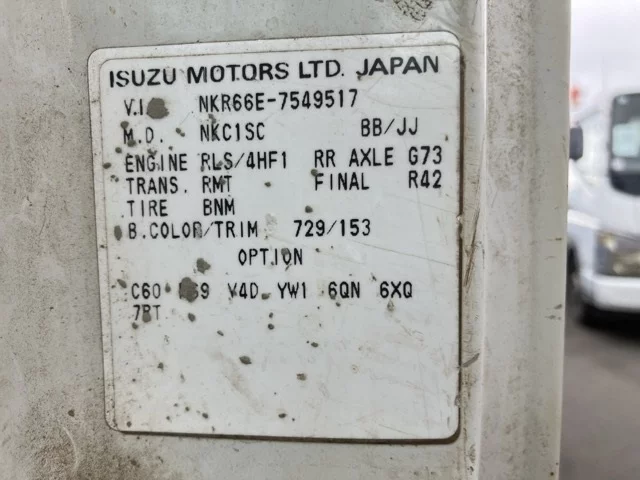 ISUZU MOTORS LTD. JAPAN
NKR66E-7549517
M.D. NKC1SC BB/JJ
ENGINE RLS/4HF1 RR AXLE G73
TRANS. RMT FINAL R42
TIRE BNM
B.COLOR/TRIM 729/153
OPTION
C60 V4D YW1 6QN 6XQ